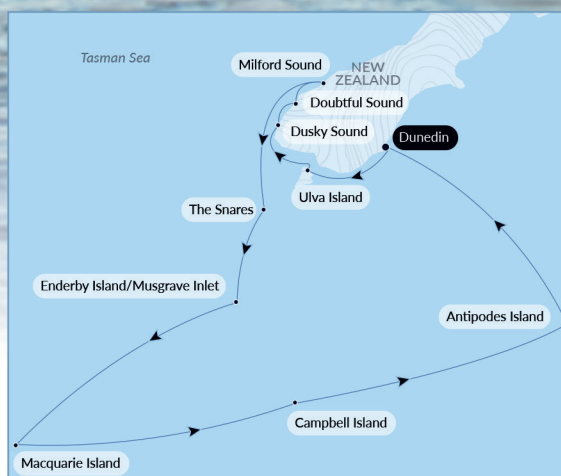 Tasman Sea
Milford Sound
NEW
ZEALAND
Doubtful Sound
Dusky Sound
Dunedin
Ulva Island
The Snares
Enderby Island/Musgrave Inlet
Antipodes Island
Campbell Island
Macquarie Island